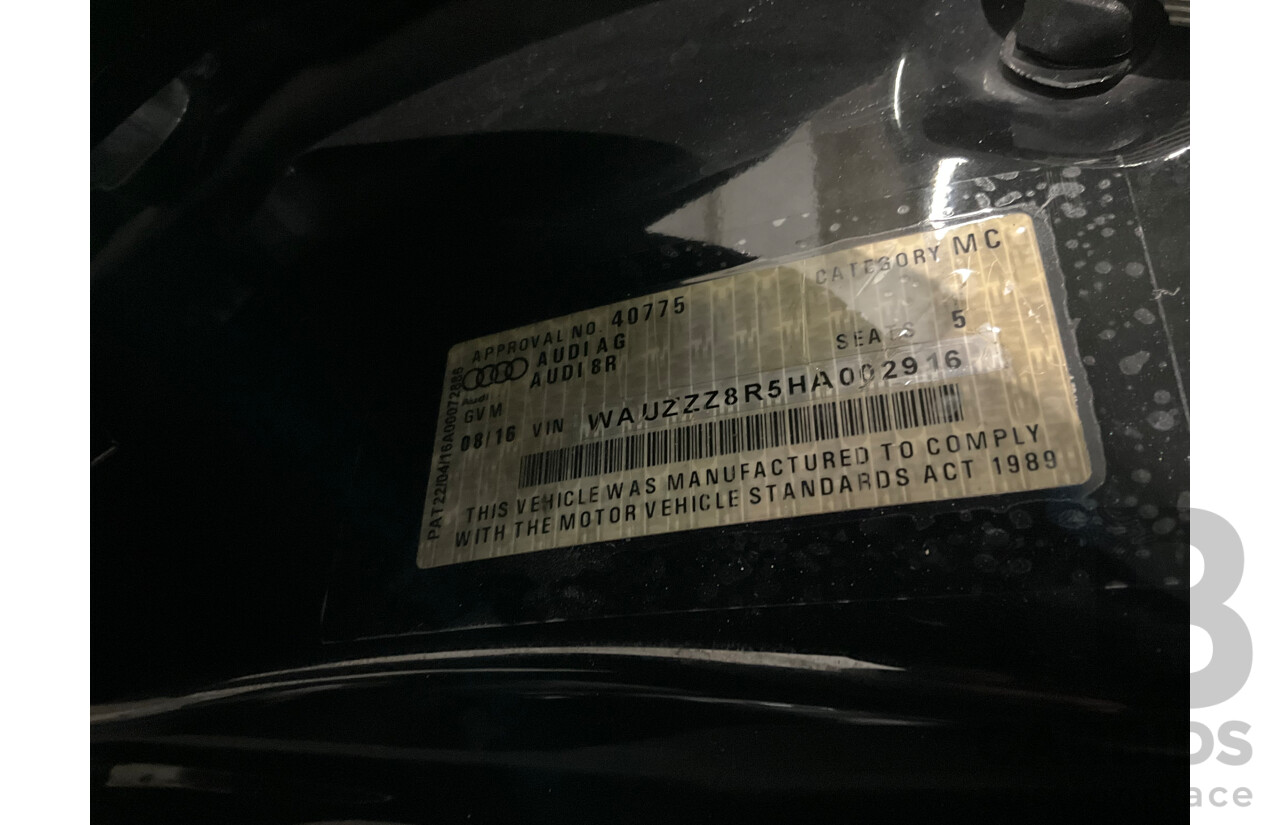 APPROVAL NO. 40775 CATEGORY MC
AUDI AG SEATS 5
AUDI 8R
Audi
GVM
08/16 VIN WAUZZZ8R5HA002916
THIS VEHICLE WAS MANUFACTURED TO COMPLY
WITH THE MOTOR VEHICLE STANDARDS ACT 1989